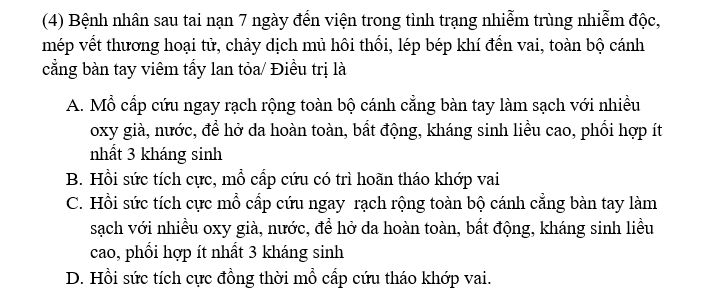 (4) Bệnh nhân sau tai nạn 7 ngày đến viện trong tình trạng nhiễm trùng nhiễm độc,
mép vết thương hoại tử, chảy dịch mủ hôi thối, lép bép khí đến vai, toàn bộ cánh
cẳng bàn tay viêm tấy lan tỏa/ Điều trị là
A. Mổ cấp cứu ngay rạch rộng toàn bộ cánh cẳng bàn tay làm sạch với nhiều
oxy già, nước, để hở da hoàn toàn, bất động, kháng sinh liều cao, phối hợp ít
nhất 3 kháng sinh
B. Hồi sức tích cực, mổ cấp cứu có trì hoãn tháo khớp vai
C. Hồi sức tích cực mổ cấp cứu ngay rạch rộng toàn bộ cánh cẳng bàn tay làm
sạch với nhiều oxy già, nước, để hở da hoàn toàn, bất động, kháng sinh liều
cao, phối hợp ít nhất 3 kháng sinh
D. Hồi sức tích cực đồng thời mổ cấp cứu tháo khớp vai.